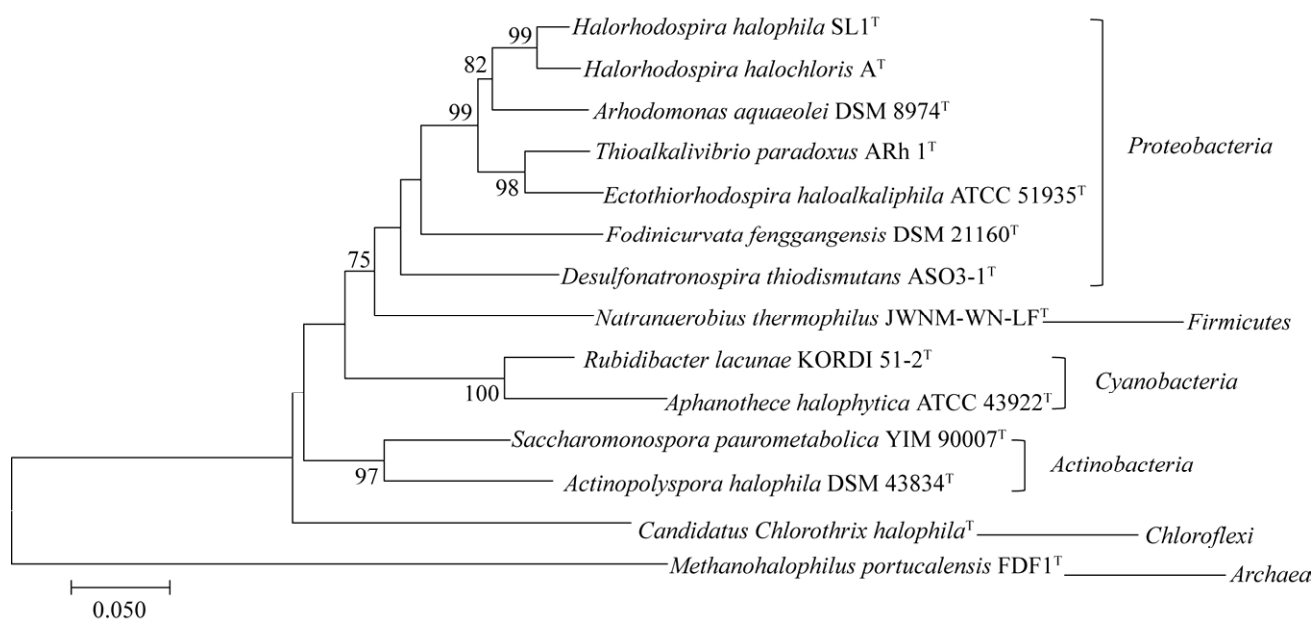 Halorhodospira halophila SL1ᵀ
99
Halorhodospira halochloris Aᵀ
82
Arhodomonas aquaeolei DSM 8974ᵀ
99
Thioalkalivibrio paradoxus ARh 1ᵀ
Proteobacteria
98
Ectothiorhodospira haloalkaliphila ATCC 51935ᵀ
Fodinicurvata fenggangensis DSM 21160ᵀ
75
Desulfonatronospira thiodismutans ASO3-1ᵀ
Natranaerobius thermophilus JWNM-WN-LFᵀ
Firmicutes
Rubidibacter lacunae KORDI 51-2ᵀ
Cyanobacteria
100
Aphanothece halophytica ATCC 43922ᵀ
Saccharomonospora paurometabolica YIM 90007ᵀ
Actinobacteria
97
Actinopolyspora halophila DSM 43834ᵀ
Candidatus Chlorothrix halophilaᵀ
Chloroflexi
Methanohalophilus portucalensis FDF1ᵀ
Archaea
0.050